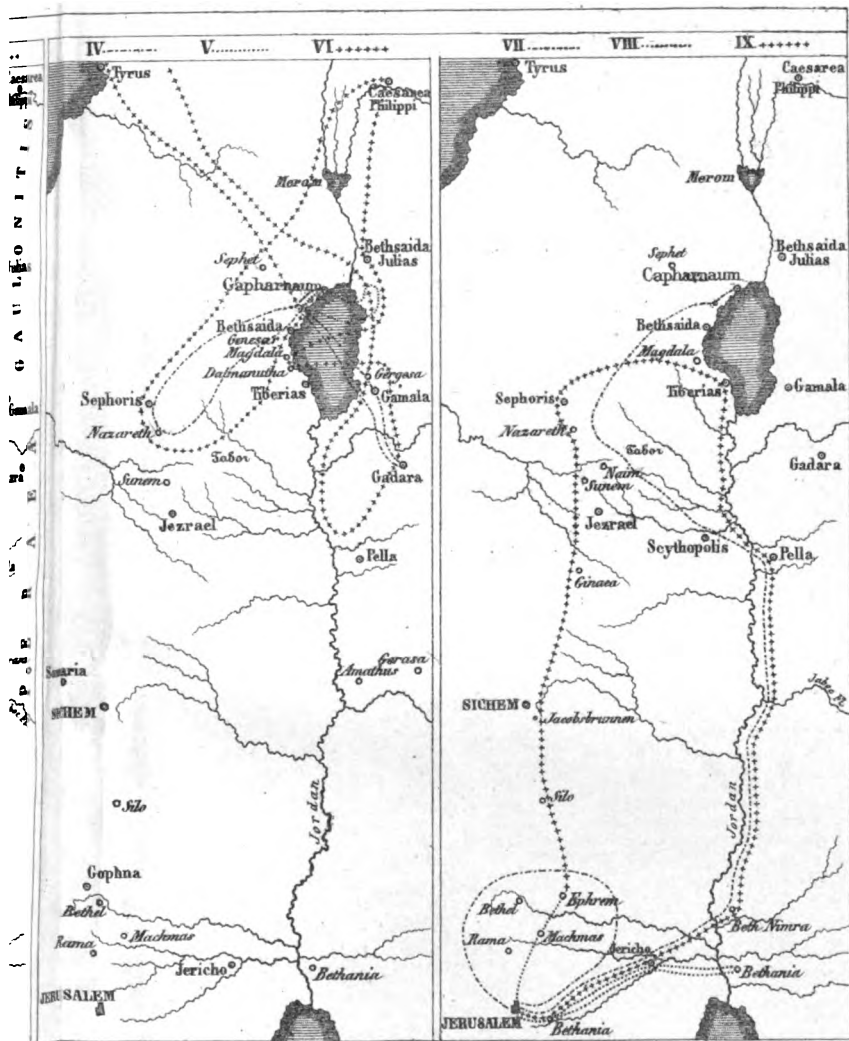 IV. V. VI.
Tyrus
Caesarea
Philippi
Merom
Bethsaida
Julias
Sephet
Capharnaum
Bethsaida
Genesar
Magdala
Dalmanutha
Tiberias
Gergesa
Gamala
Sephoris
Nazareth
Tabor
Gadara
Sunem
Jezrael
Pella
Gerasa
Amathus
Samaria
SICHEM
Silo
Jordan
Gophna
Bethel
Rama
Machmas
Jericho
Bethania
JERUSALEM
GAULONITIS
PERAEA
VII. VIII. IX.
Tyrus
Caesarea
Philippi
Merom
Bethsaida
Julias
Sephet
Capharnaum
Bethsaida
Magdala
Tiberias
Gamala
Sephoris
Nazareth
Tabor
Naim
Sunem
Gadara
Jezrael
Scythopolis
Pella
Ginaea
SICHEM
Jacobsbrunnen
Silo
Jordan
Ephrem
Bethel
Beth Nimra
Rama
Machmas
Jericho
Bethania
JERUSALEM
Bethania